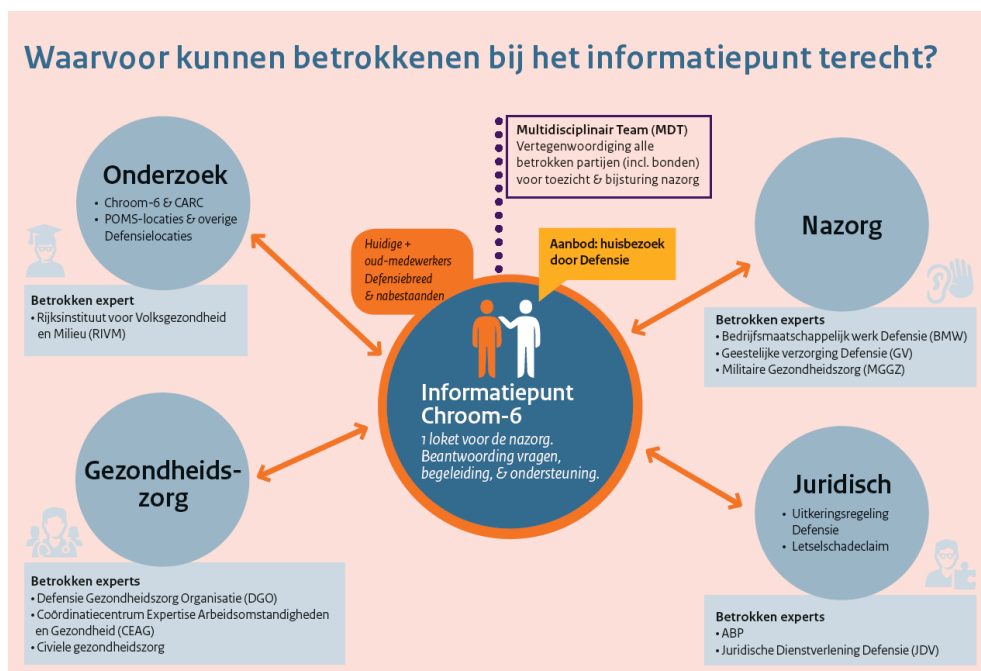 Waarvoor kunnen betrokkenen bij het informatiepunt terecht?
Multidisciplinair Team (MDT)
Vertegenwoordiging alle
betrokken partijen (incl. bonden)
voor toezicht & bijsturing nazorg
Onderzoek
• Chroom-6 & CARC
• POMS-locaties & overige
Defensielocaties
Betrokken expert
• Rijksinstituut voor Volksgezondheid
en Milieu (RIVM)
Huidige +
oud-medewerkers
Defensiebreed
& nabestaanden
Aanbod: huisbezoek
door Defensie
Nazorg
Betrokken experts
• Bedrijfsmaatschappelijk werk Defensie (BMW)
• Geestelijke verzorging Defensie (GV)
• Militaire Gezondheidszorg (MGGZ)
Informatiepunt
Chroom-6
1 loket voor de nazorg.
Beantwoording vragen,
begeleiding, & ondersteuning.
Gezondheids-
zorg
Betrokken experts
• Defensie Gezondheidszorg Organisatie (DGO)
• Coördinatiecentrum Expertise Arbeidsomstandigheden
en Gezondheid (CEAG)
• Civiele gezondheidszorg
Juridisch
• Uitkeringsregeling
Defensie
• Letselschadeclaim
Betrokken experts
• ABP
• Juridische Dienstverlening Defensie (JDV)